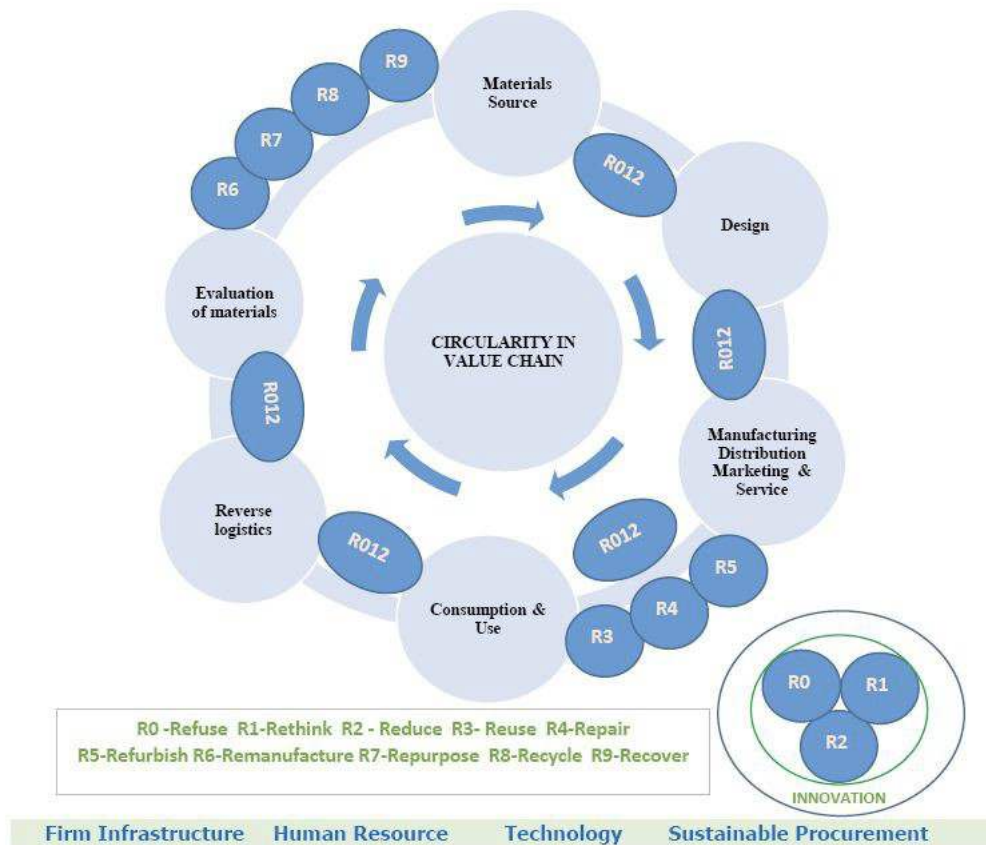 R9
R8
R7
R6
Materials
Source
R012
Design
R012
Manufacturing
Distribution
Marketing & 
Service
R012
R5
R4
R3
Consumption &
Use
R012
Reverse
logistics
R012
Evaluation
of materials
CIRCULARITY IN
VALUE CHAIN
R0
R1
R2
INNOVATION
R0 -Refuse R1-Rethink R2 - Reduce R3- Reuse R4-Repair
R5-Refurbish R6-Remanufacture R7-Repurpose R8-Recycle R9-Recover
Firm Infrastructure Human Resource Technology Sustainable Procurement